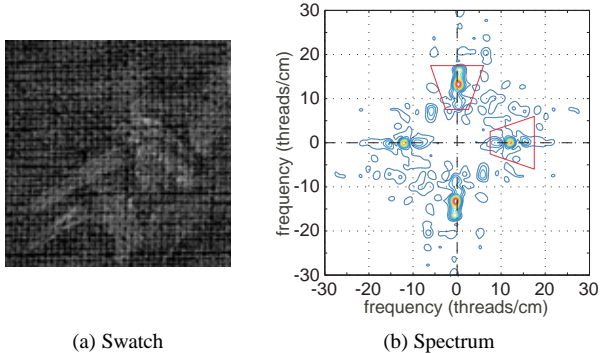 30
20
10
0
-10
-20
-30
-30 -20 -10 0 10 20 30
frequency (threads/cm)
frequency (threads/cm)
(a) Swatch
(b) Spectrum